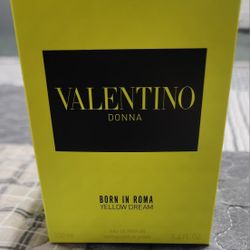 VALENTINO
DONNA
BORN IN ROMA
YELLOW DREAM
EAU DE PARFUM